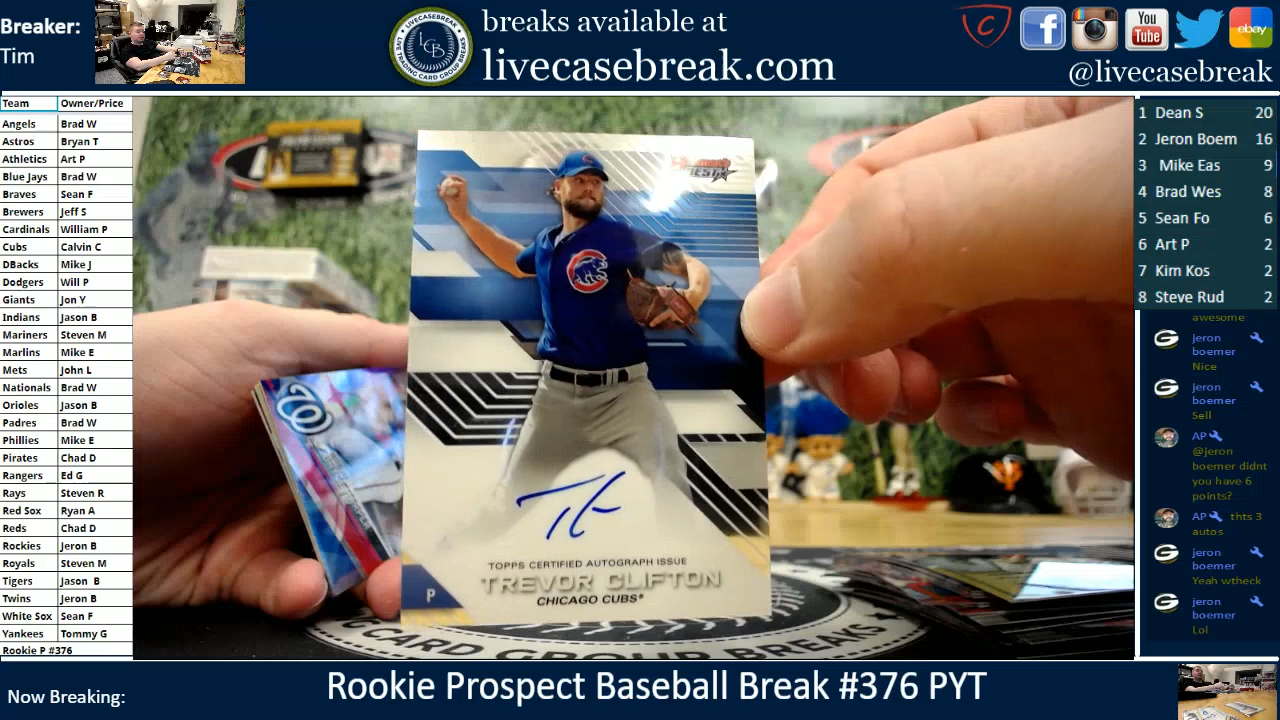 Breaker:
Tim
LCB
breaks available at
livecasebreak.com
You
Tube
ebay
@livecasebreak
Team Owner/Price
Angels Brad W
Astros Bryan T
Athletics Art P
Blue Jays Brad W
Braves Sean F
Brewers Jeff S
Cardinals William P
Cubs Calvin C
DBacks Mike J
Dodgers Will P
Giants Jon Y
Indians Jason B
Mariners Steven M
Marlins Mike E
Mets John L
Nationals Brad W
Orioles Jason B
Padres Brad W
Phillies Mike E
Pirates Chad D
Rangers Ed G
Rays Steven R
Red Sox Ryan A
Reds Chad D
Rockies Jeron B
Royals Steven M
Tigers Jason B
Twins Jeron B
White Sox Sean F
Yankees Tommy G
Rookie P #376
TOPPS CERTIFIED AUTOGRAPH ISSUE
TREVOR CLIFTON
CHICAGO CUBS®
P
CARD GROUP BREAKS
1 Dean S 20
2 Jeron Boem 16
3 Mike Eas 9
4 Brad Wes 8
5 Sean Fo 6
6 Art P 2
7 Kim Kos 2
8 Steve Rud 2
awesome
jeron
boemer
Nice
jeron
boemer
Sell
AP
@jeron
boemer didnt
you have 6
points?
AP thts 3
autos
jeron
boemer
Yeah wtheck
jeron
boemer
Lol
Now Breaking:
Rookie Prospect Baseball Break #376 PYT